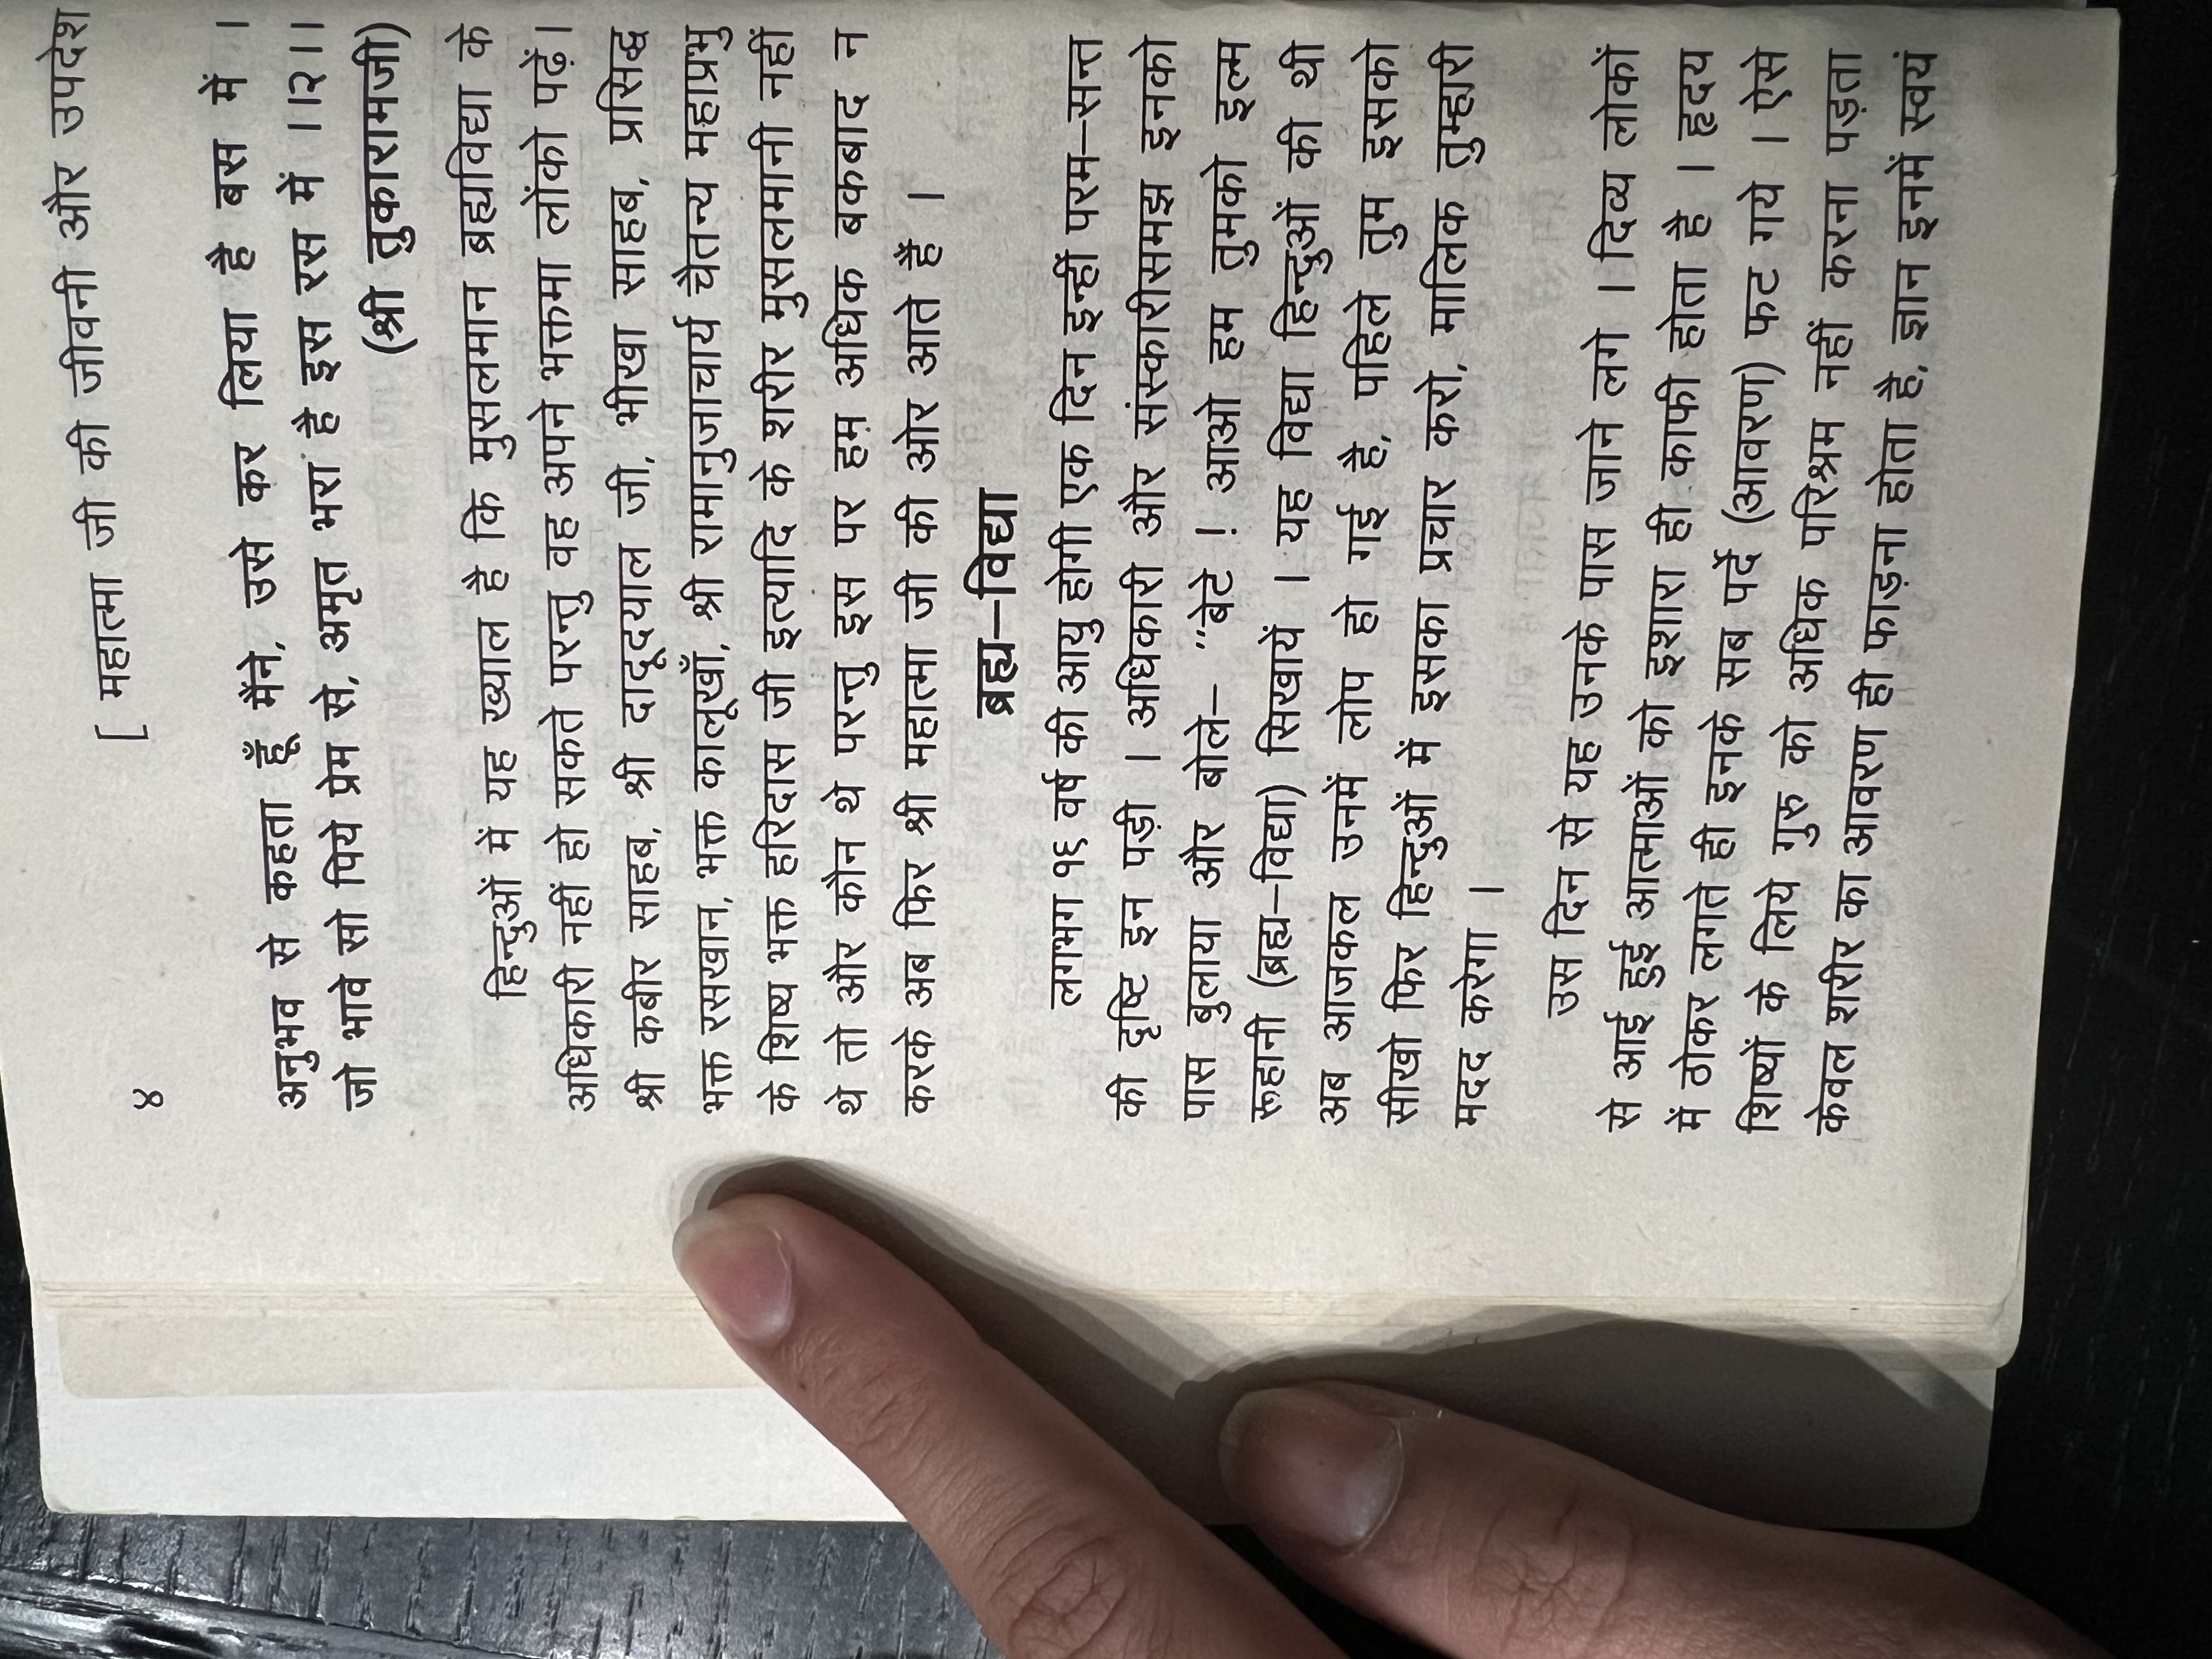 ४ [ महात्मा जी की जीवनी और उपदेश
अनुभव से कहता हूँ मैंने, उसे कर लिया है बस में ।
जो भावे सो पिये प्रेम से, अमृत भरा है इस रस में ।।२।।
(श्री तुकारामजी)
हिन्दुओं में यह ख्याल है कि मुसलमान ब्रह्यविद्या के
अधिकारी नहीं हो सकते परन्तु वह अपने भक्तमा लोंको पढ़ें।
श्री कबीर साहब, श्री दादूदयाल जी, भीखा साहब, प्रसिद्ध
भक्त रसखान, भक्त कालूखाँ, श्री रामानुजाचार्य चैतन्य महाप्रभु
के शिष्य भक्त हरिदास जी इत्यादि के शरीर मुसलमानी नहीं
थे तो और कौन थे परन्तु इस पर हम अधिक बकबाद न
करके अब फिर श्री महात्मा जी की ओर आते हैं ।
ब्रह्य–विद्या
लगभग १६ वर्ष की आयु होगी एक दिन इन्हीं परम–सन्त
की दृष्टि इन पड़ी । अधिकारी और संस्कारीसमझ इनको
पास बुलाया और बोले– "बेटे ! आओ हम तुमको इल्म
रूहानी (ब्रह्य–विद्या) सिखायें । यह विद्या हिन्दुओं की थी
अब आजकल उनमें लोप हो गई है, पहिले तुम इसको
सीखो फिर हिन्दुओं में इसका प्रचार करो, मालिक तुम्हारी
मदद करेगा ।
उस दिन से यह उनके पास जाने लगे । दिव्य लोकों
से आई हुई आत्माओं को इशारा ही काफी होता है । हृदय
में ठोकर लगते ही इनके सब पर्दे (आवरण) फट गये । ऐसे
शिष्यों के लिये गुरु को अधिक परिश्रम नहीं करना पड़ता
केवल शरीर का आवरण ही फाड़ना होता है, ज्ञान इनमें स्वयं